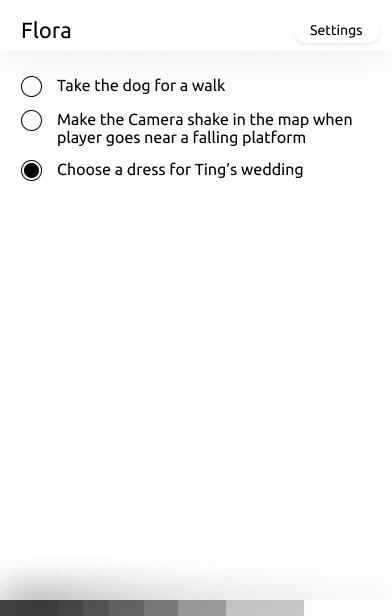 Flora
Settings
Take the dog for a walk
Make the Camera shake in the map when
player goes near a falling platform
Choose a dress for Ting’s wedding